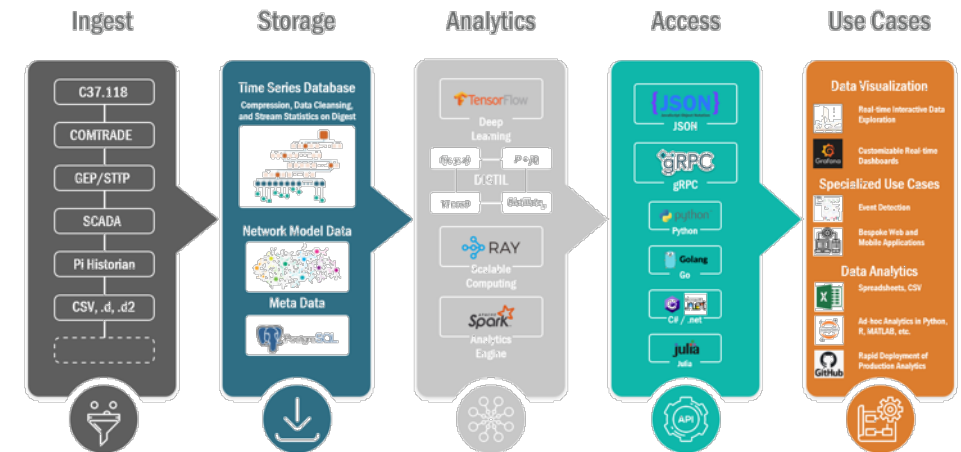 Ingest
Storage
Analytics
Access
Use Cases
C37.118
COMTRADE
GEP/STTP
SCADA
Pi Historian
CSV, .d, .d2
Time Series Database
Compression, Data Cleansing,
and Stream Statistics on Digest
Network Model Data
Meta Data
PostgreSQL
TensorFlow
Deep
Learning
DISTIL
RAY
Scalable
Computing
Spark
Analytics
Engine
{JSON}
JSON
gRPC
gRPC
python
Python
Golang
Go
.net
C# / .net
julia
Julia
API
Data Visualization
Real-time Interactive Data
Exploration
Grafana
Customizable Real-time
Dashboards
Specialized Use Cases
Event Detection
Bespoke Web and
Mobile Applications
Data Analytics
Spreadsheets, CSV
Ad-hoc Analytics in Python,
R, MATLAB, etc.
GitHub
Rapid Deployment of
Production Analytics